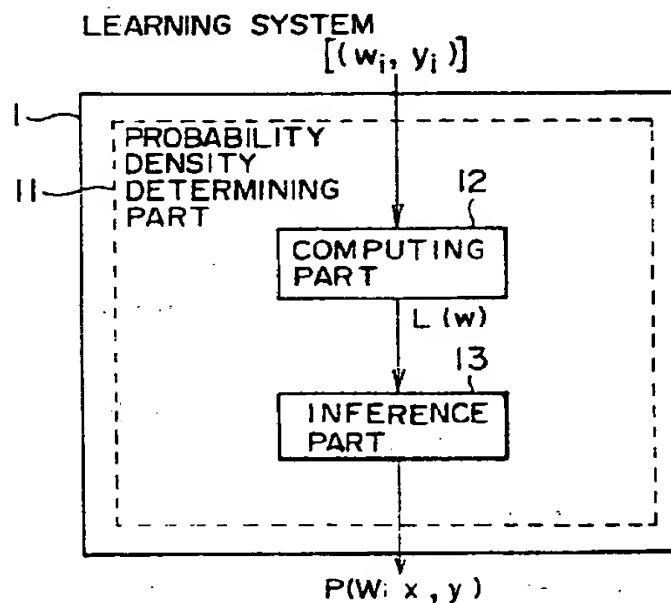 LEARNING SYSTEM
[(wi, yi)]
1
PROBABILITY
DENSITY
11 DETERMINING
PART
12
COMPUTING
PART
L(w)
13
INFERENCE
PART
P(W; x, y)